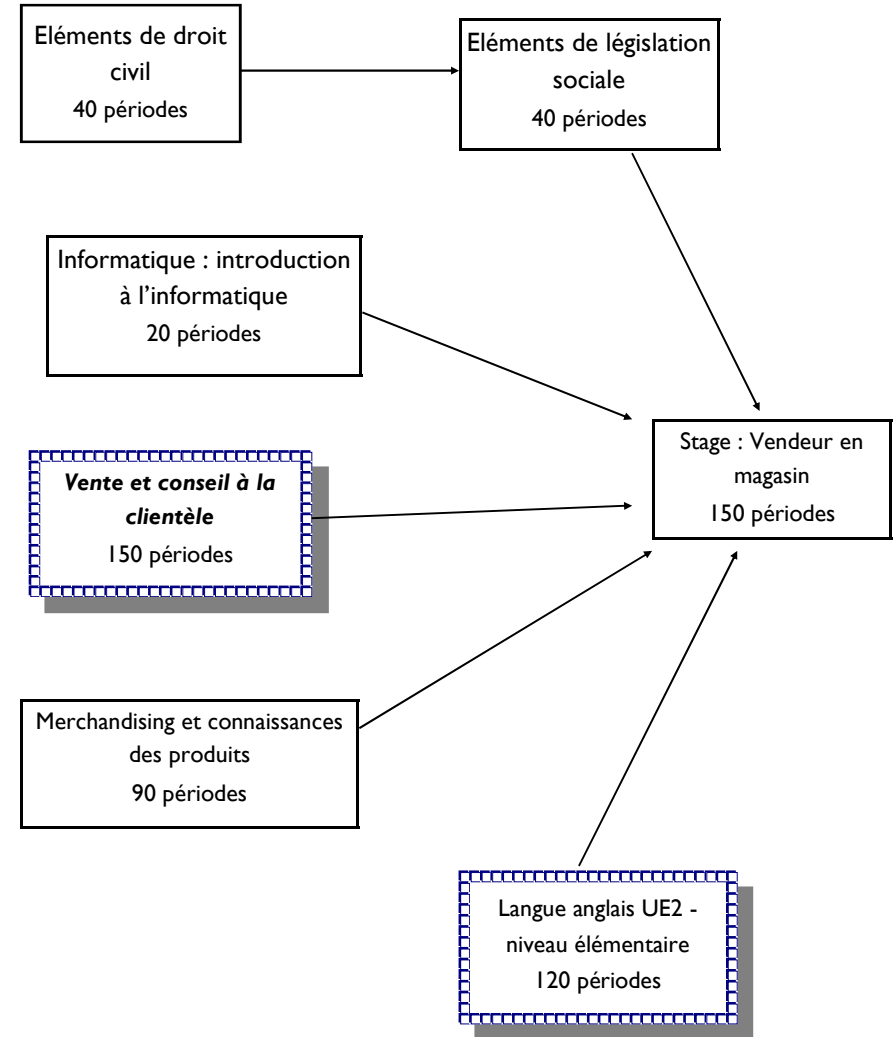 Eléments de droit
civil
40 périodes
Eléments de législation
sociale
40 périodes
Informatique : introduction
à l’informatique
20 périodes
Stage : Vendeur en
magasin
150 périodes
Vente et conseil à la
clientèle
150 périodes
Merchandising et connaissances
des produits
90 périodes
Langue anglais UE2 -
niveau élémentaire
120 périodes